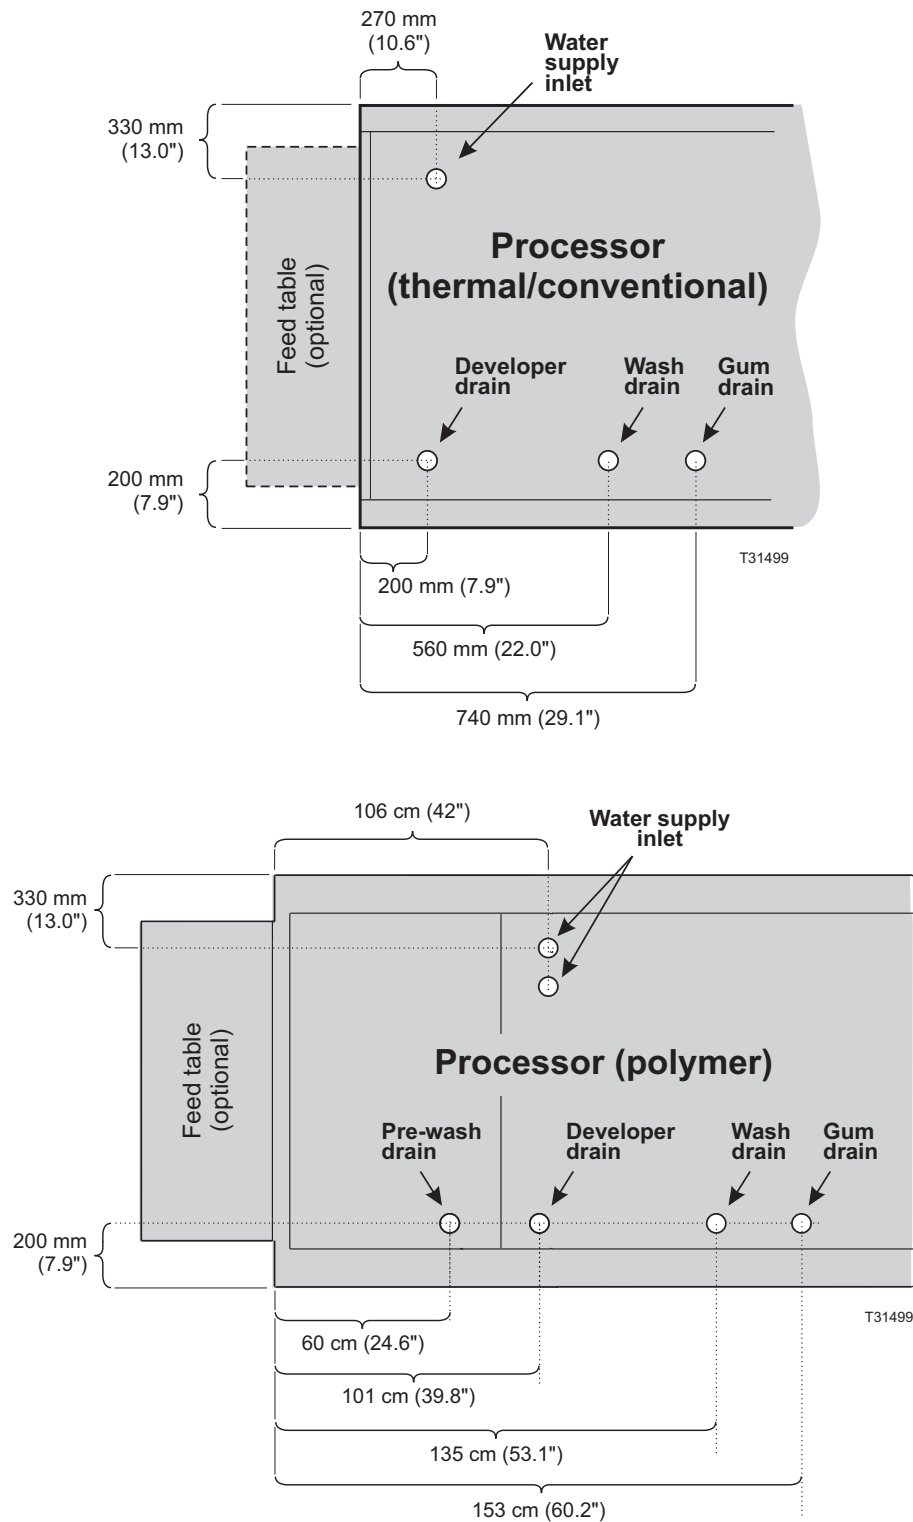 270 mm
(10.6")
Water
supply
inlet
330 mm
(13.0")
Processor
(thermal/conventional)
Feed table
(optional)
Developer
drain
Wash
drain
Gum
drain
200 mm
(7.9")
T31499
200 mm (7.9")
560 mm (22.0")
740 mm (29.1")
106 cm (42")
Water supply
inlet
330 mm
(13.0")
Feed table
(optional)
Processor (polymer)
Pre-wash
drain
Developer
drain
Wash
drain
Gum
drain
200 mm
(7.9")
T31499
60 cm (24.6")
101 cm (39.8")
135 cm (53.1")
153 cm (60.2")